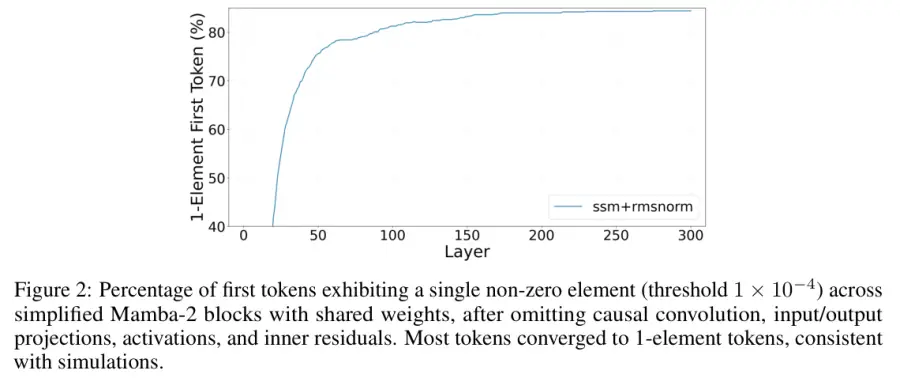 1-Element First Token (%)
80
70
60
50
40
0 50 100 150 200 250 300
Layer
ssm+rmsnorm
Figure 2: Percentage of first tokens exhibiting a single non-zero element (threshold 1 × 10⁻⁴) across
simplified Mamba-2 blocks with shared weights, after omitting causal convolution, input/output
projections, activations, and inner residuals. Most tokens converged to 1-element tokens, consistent
with simulations.